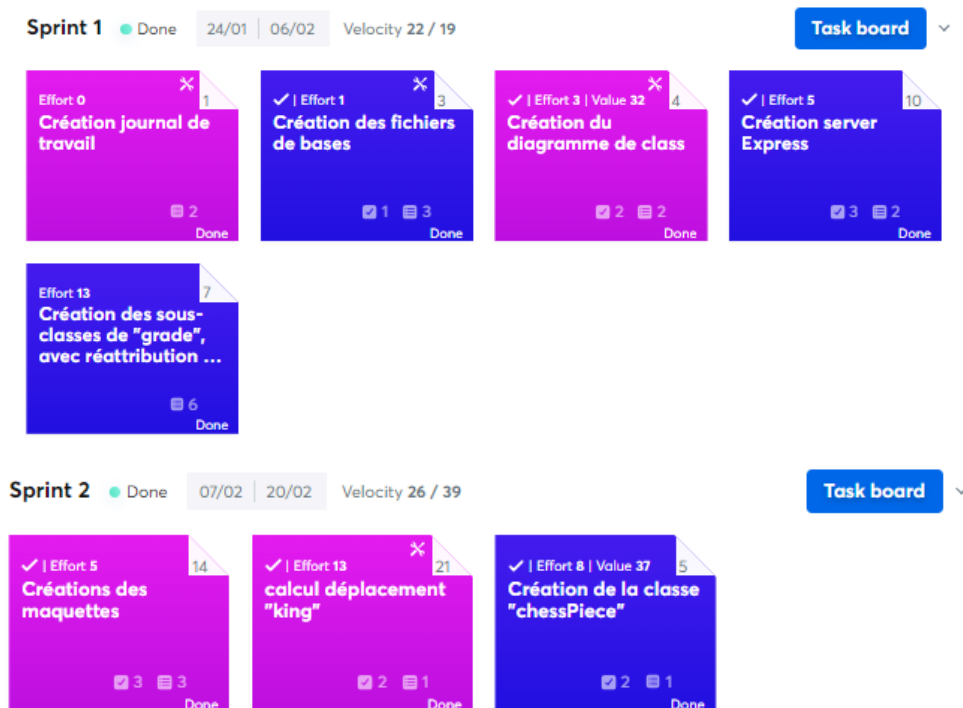 Sprint 1 Done 24/01 06/02 Velocity 22 / 19 Task board
Effort 0 1
Création journal de
travail
2
Done
✓ | Effort 1 3
Création des fichiers
de bases
1 3
Done
✓ | Effort 3 | Value 32 4
Création du
diagramme de class
2 2
Done
✓ | Effort 5 10
Création server
Express
3 2
Done
Effort 13 7
Création des sous-
classes de "grade",
avec réattribution ...
6
Done
Sprint 2 Done 07/02 20/02 Velocity 26 / 39 Task board
✓ | Effort 5 14
Créations des
maquettes
3 3
Done
✓ | Effort 13 21
calcul déplacement
"king"
2 1
Done
✓ | Effort 8 | Value 37 5
Création de la classe
"chessPiece"
2 1
Done